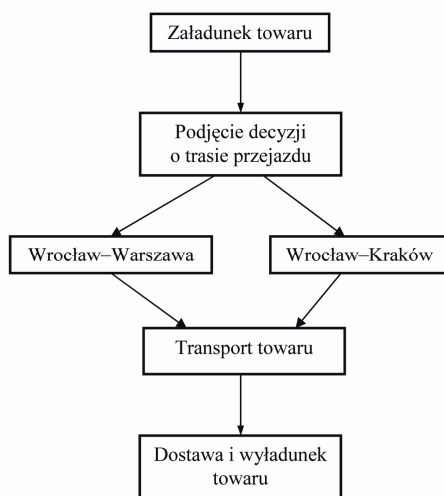 Załadunek towaru
Podjęcie decyzji
o trasie przejazdu
Wrocław–Warszawa
Wrocław–Kraków
Transport towaru
Dostawa i wyładunek
towaru